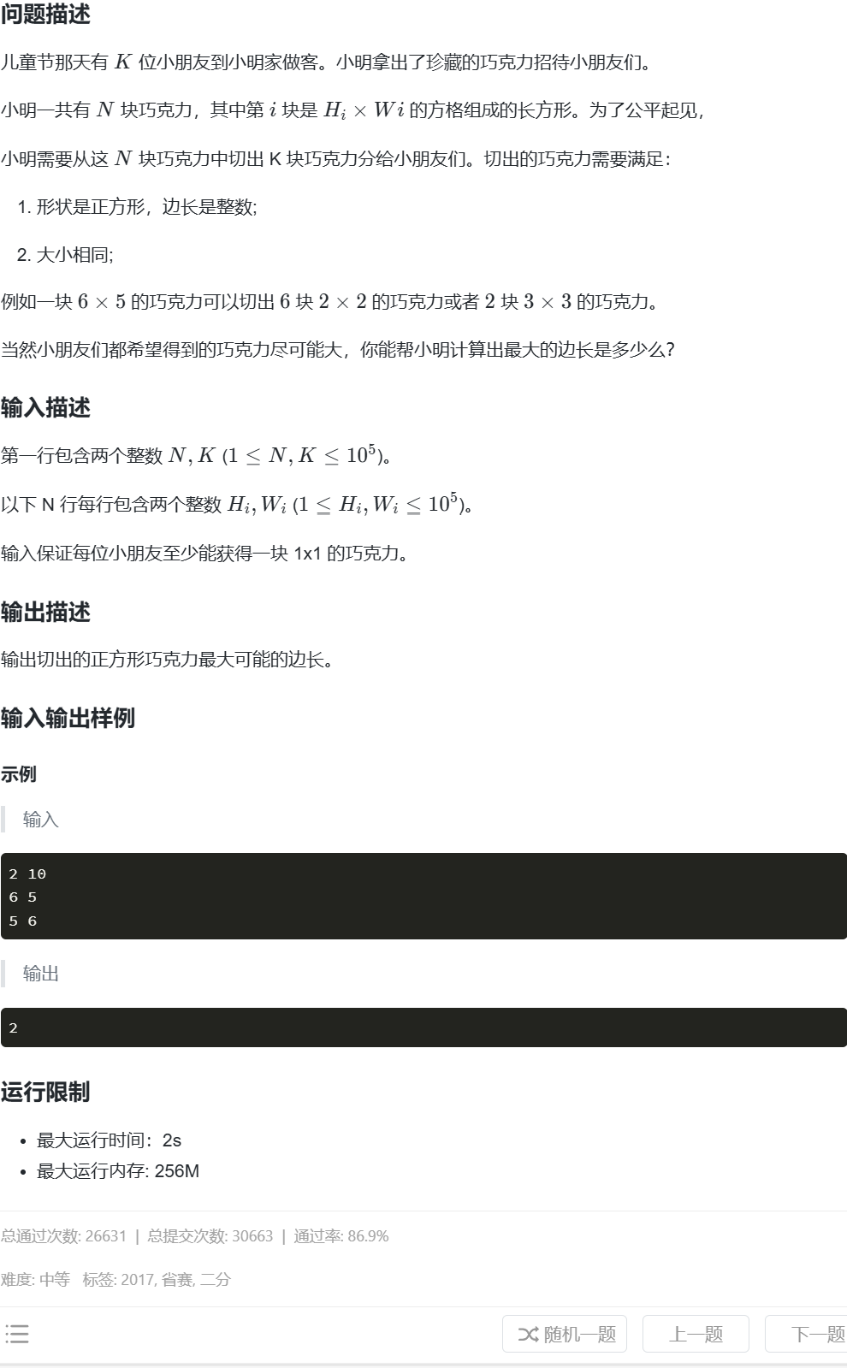 问题描述
儿童节那天有 K 位小朋友到小明家做客。小明拿出了珍藏的巧克力招待小朋友们。
小明一共有 N 块巧克力，其中第 i 块是 Hi × Wi 的方格组成的长方形。为了公平起见，
小明需要从这 N 块巧克力中切出 K 块巧克力分给小朋友们。切出的巧克力需要满足：
1. 形状是正方形，边长是整数;
2. 大小相同;
例如一块 6 × 5 的巧克力可以切出 6 块 2 × 2 的巧克力或者 2 块 3 × 3 的巧克力。
当然小朋友们都希望得到的巧克力尽可能大，你能帮小明计算出最大的边长是多少么?
输入描述
第一行包含两个整数 N, K (1 ≤ N, K ≤ 10⁵)。
以下 N 行每行包含两个整数 Hi, Wi (1 ≤ Hi, Wi ≤ 10⁵)。
输入保证每位小朋友至少能获得一块 1x1 的巧克力。
输出描述
输出切出的正方形巧克力最大可能的边长。
输入输出样例
示例
输入
2 10
6 5
5 6
输出
2
运行限制
• 最大运行时间：2s
• 最大运行内存: 256M
总通过次数: 26631 | 总提交次数: 30663 | 通过率: 86.9%
难度: 中等 标签: 2017, 省赛, 二分
随机一题 上一题 下一题